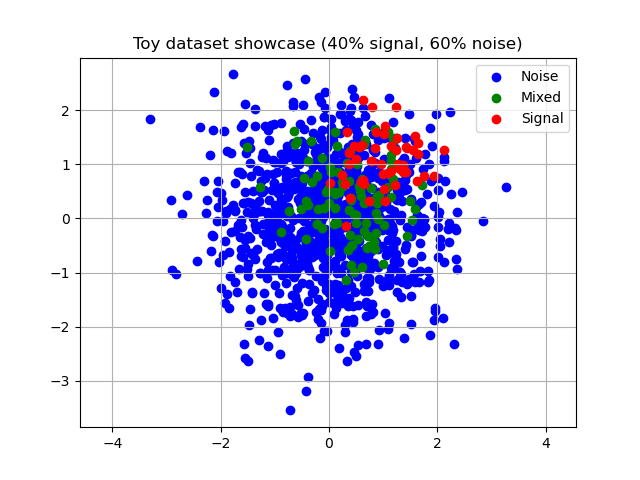 Toy dataset showcase (40% signal, 60% noise)
Noise
Mixed
Signal
2
1
0
−1
−2
−3
−4 −2 0 2 4